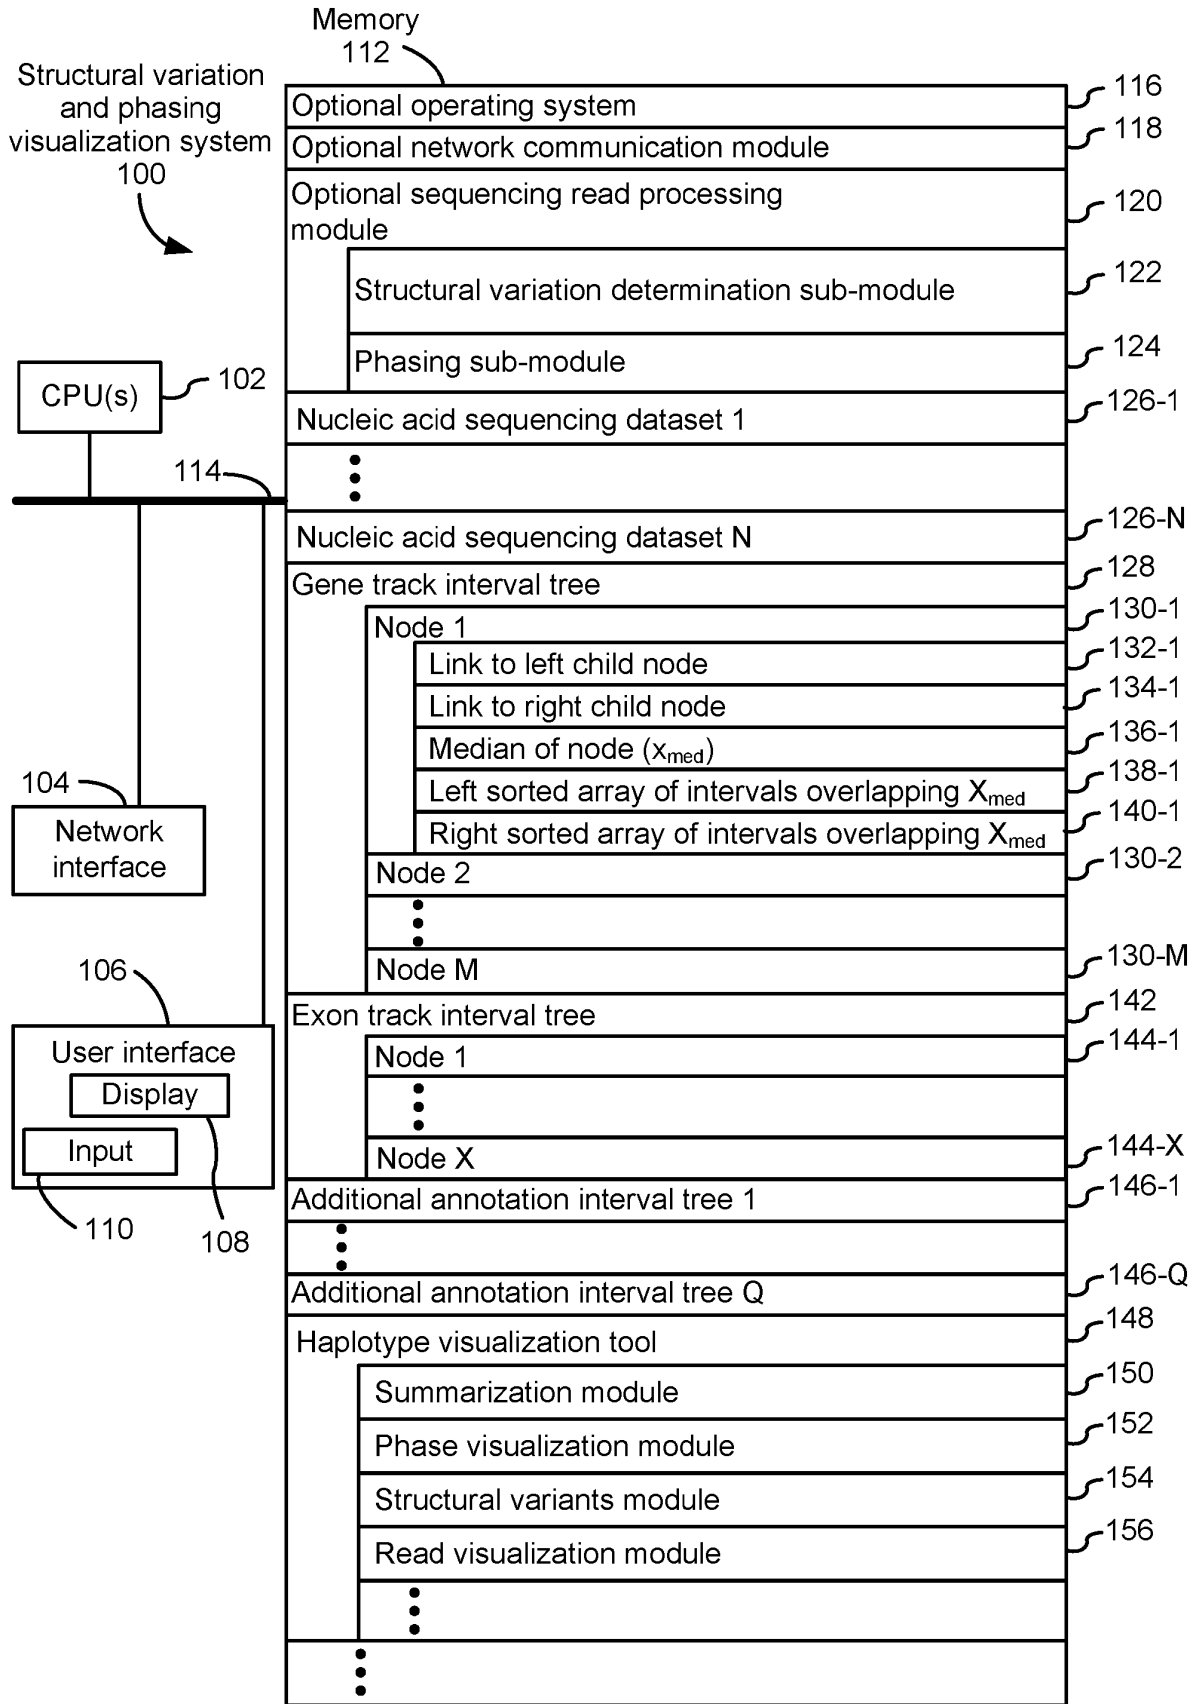 Memory
112
Structural variation
and phasing
visualization system
100
Optional operating system
116
Optional network communication module
118
Optional sequencing read processing
module
120
Structural variation determination sub-module
122
Phasing sub-module
124
CPU(s)
102
Nucleic acid sequencing dataset 1
126-1
114
Nucleic acid sequencing dataset N
126-N
Gene track interval tree
128
Node 1
130-1
Link to left child node
132-1
Link to right child node
134-1
Median of node (xmed)
136-1
Left sorted array of intervals overlapping Xmed
138-1
Right sorted array of intervals overlapping Xmed
140-1
104
Network
interface
Node 2
130-2
Node M
130-M
106
User interface
Display
Input
110
108
Exon track interval tree
142
Node 1
144-1
Node X
144-X
Additional annotation interval tree 1
146-1
Additional annotation interval tree Q
146-Q
Haplotype visualization tool
148
Summarization module
150
Phase visualization module
152
Structural variants module
154
Read visualization module
156